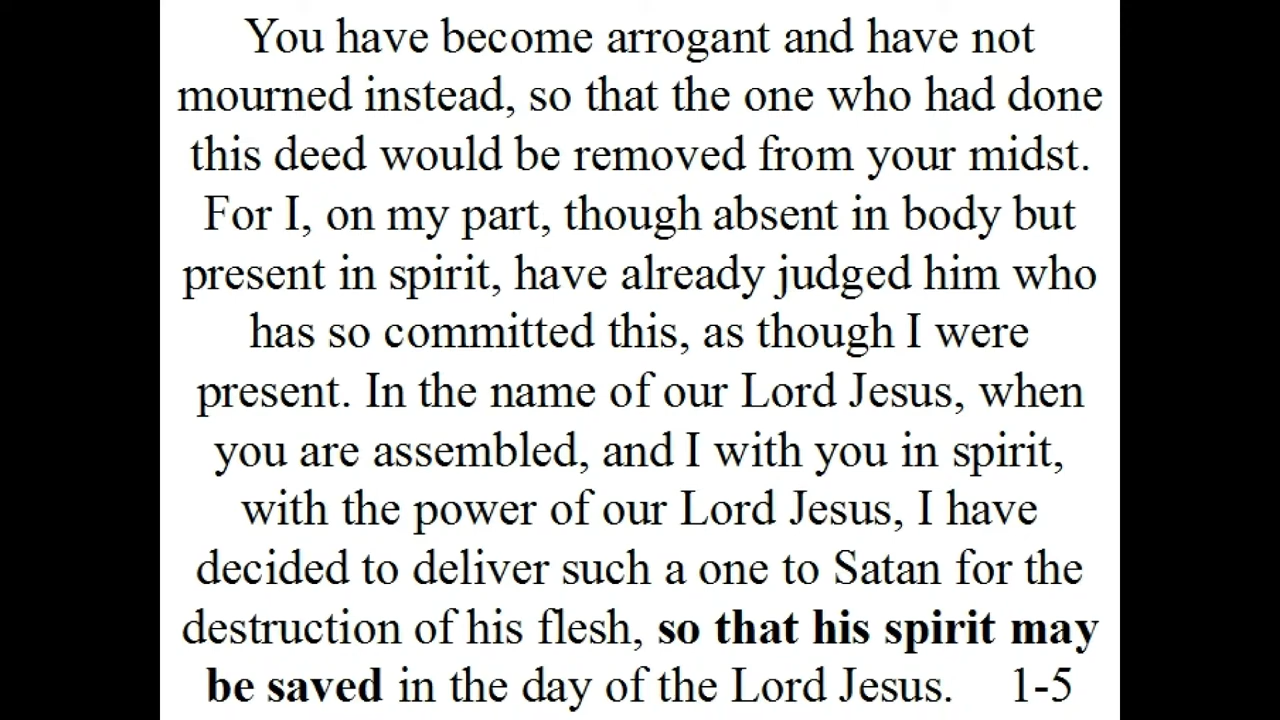 You have become arrogant and have not
mourned instead, so that the one who had done
this deed would be removed from your midst.
For I, on my part, though absent in body but
present in spirit, have already judged him who
has so committed this, as though I were
present. In the name of our Lord Jesus, when
you are assembled, and I with you in spirit,
with the power of our Lord Jesus, I have
decided to deliver such a one to Satan for the
destruction of his flesh, so that his spirit may
be saved in the day of the Lord Jesus. 1-5